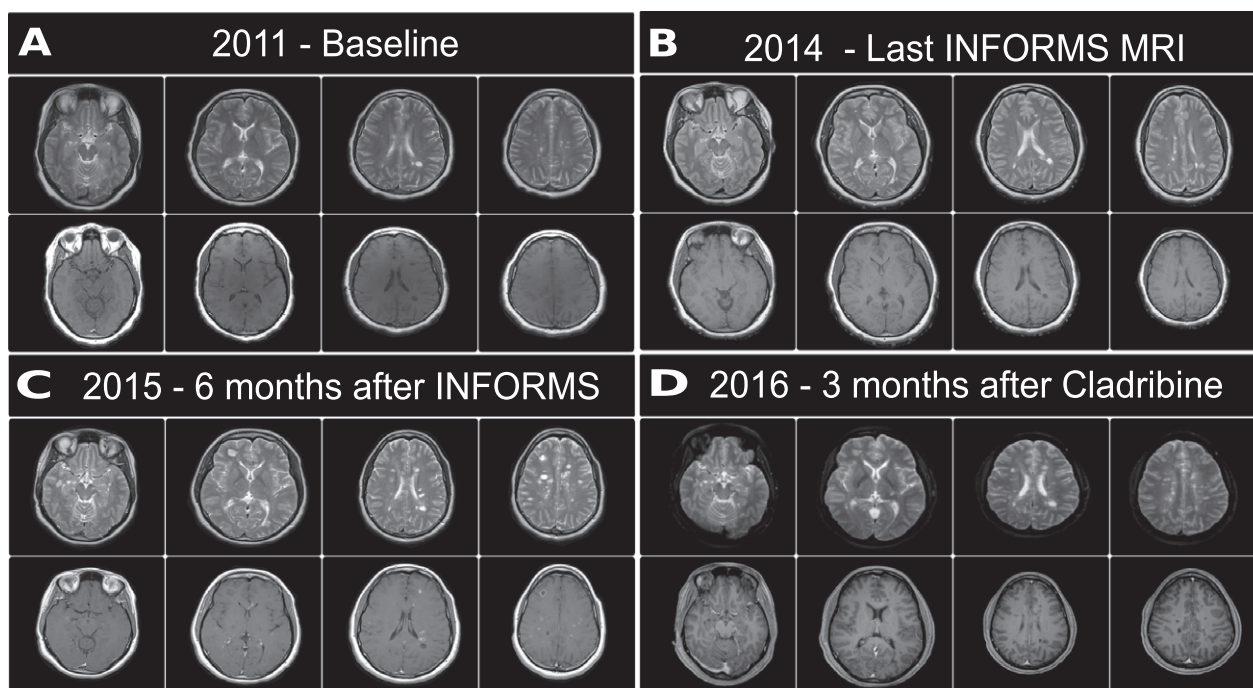 A 2011 - Baseline
B 2014 - Last INFORMS MRI
C 2015 - 6 months after INFORMS
D 2016 - 3 months after Cladribine